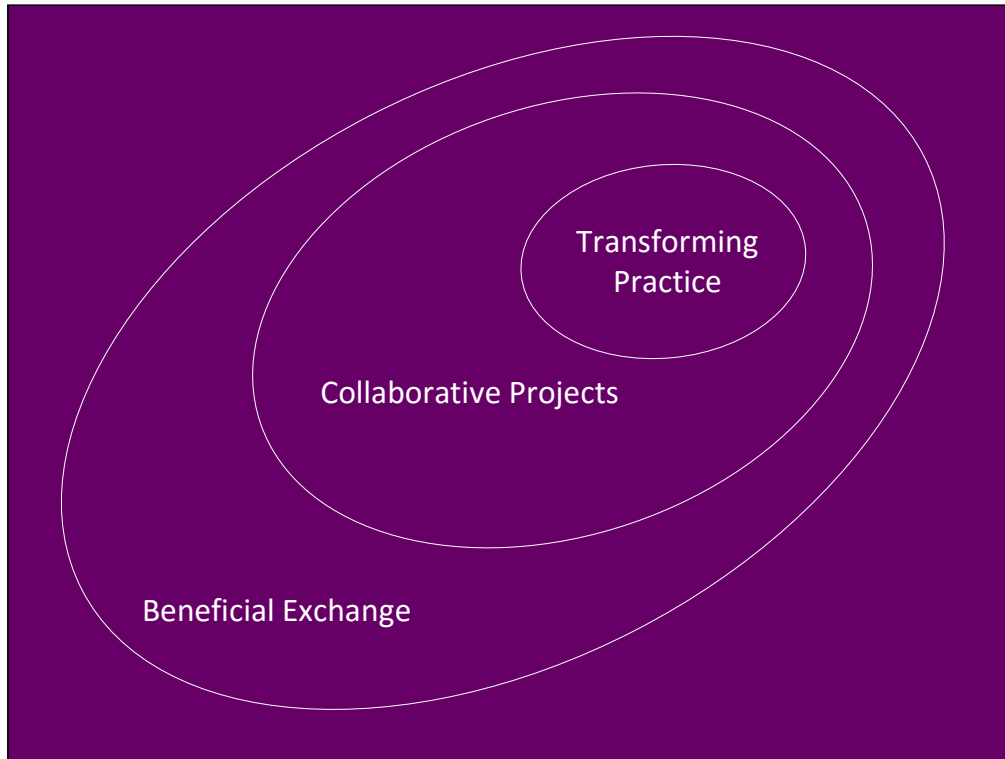 Transforming
Practice
Collaborative Projects
Beneficial Exchange